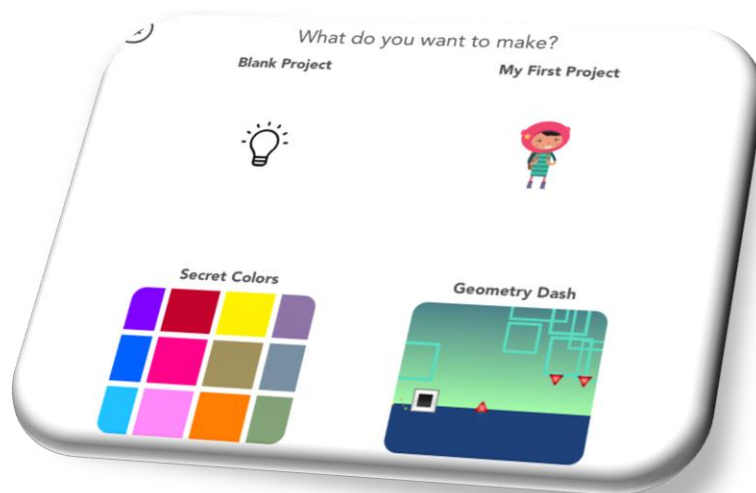 What do you want to make?
Blank Project
My First Project
Secret Colors
Geometry Dash